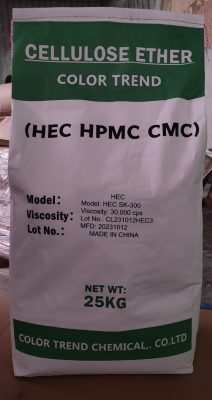 CELLULOSE ETHER
COLOR TREND
(HEC HPMC CMC)
HEC
Model: Model: HEC SK-300
Viscosity: Viscosity: 30,000 cps
Lot No.: Lot No.: CL231012HEC3
MFD: 20231012
MADE IN CHINA
NET WT:
25KG
COLOR TREND CHEMICAL,. CO.LTD